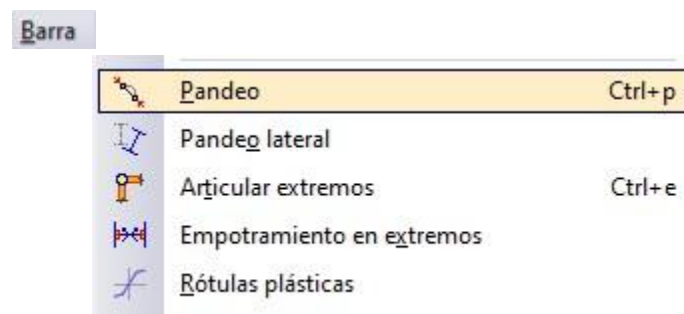 Barra
Pandeo Ctrl+p
Pandeo lateral
Articular extremos Ctrl+e
Empotramiento en extremos
Rótulas plásticas